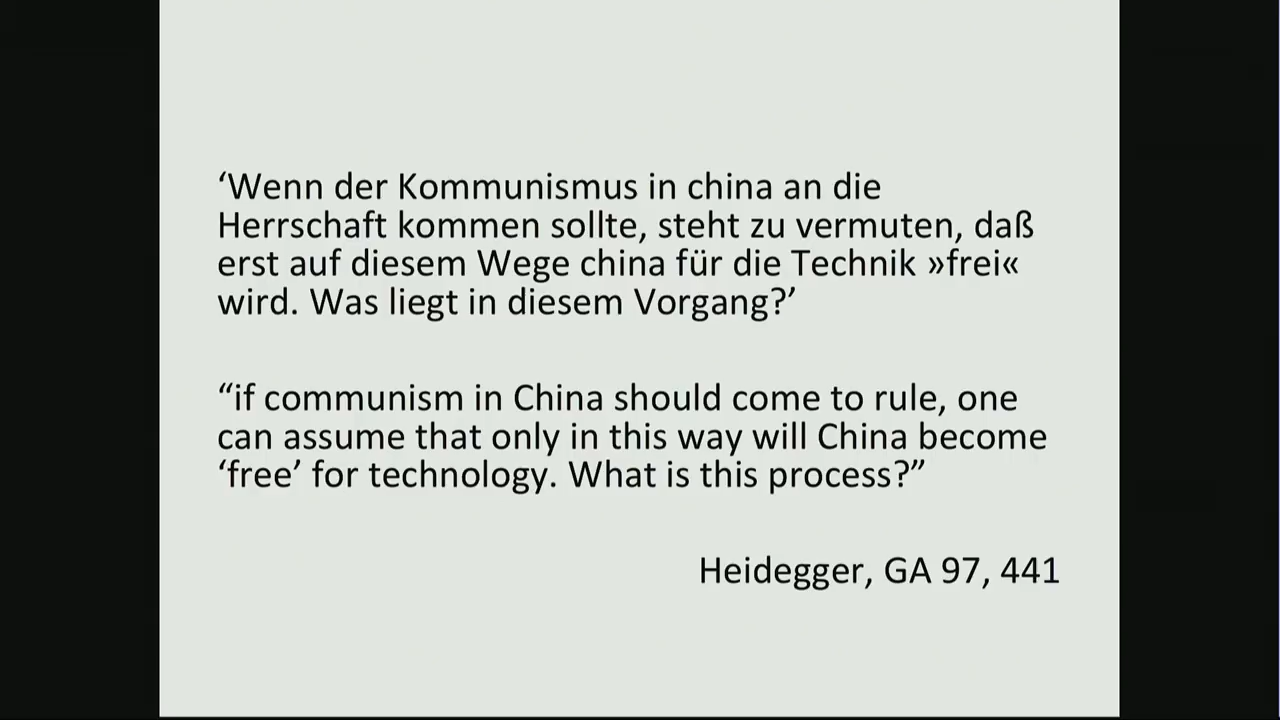 ‘Wenn der Kommunismus in china an die
Herrschaft kommen sollte, steht zu vermuten, daß
erst auf diesem Wege china für die Technik »frei«
wird. Was liegt in diesem Vorgang?’
“if communism in China should come to rule, one
can assume that only in this way will China become
‘free’ for technology. What is this process?”
Heidegger, GA 97, 441